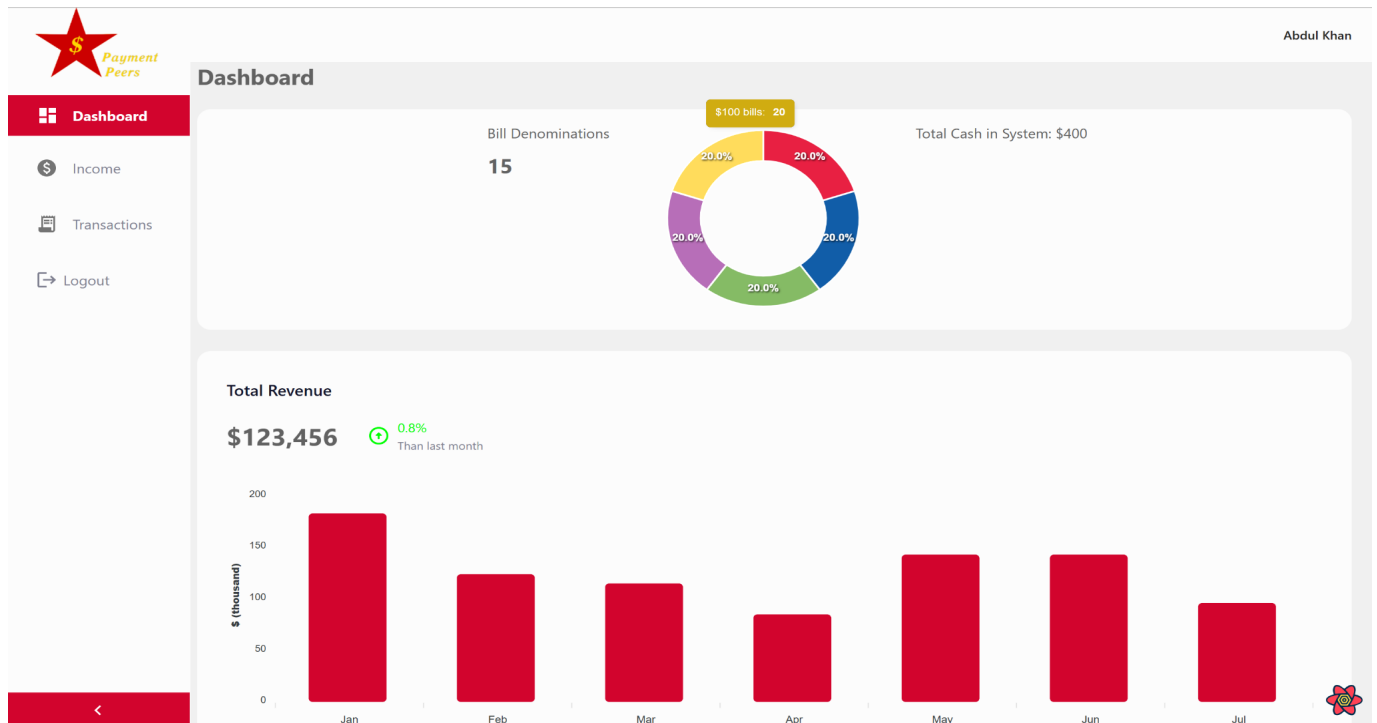 $
Payment
Peers
Abdul Khan
Dashboard
Dashboard
Income
Transactions
Logout
Bill Denominations
15
$100 bills: 20
20.0%
20.0%
20.0%
20.0%
20.0%
Total Cash in System: $400
Total Revenue
$123,456
0.8%
Than last month
$ (thousand)
200
150
100
50
0
Jan
Feb
Mar
Apr
May
Jun
Jul